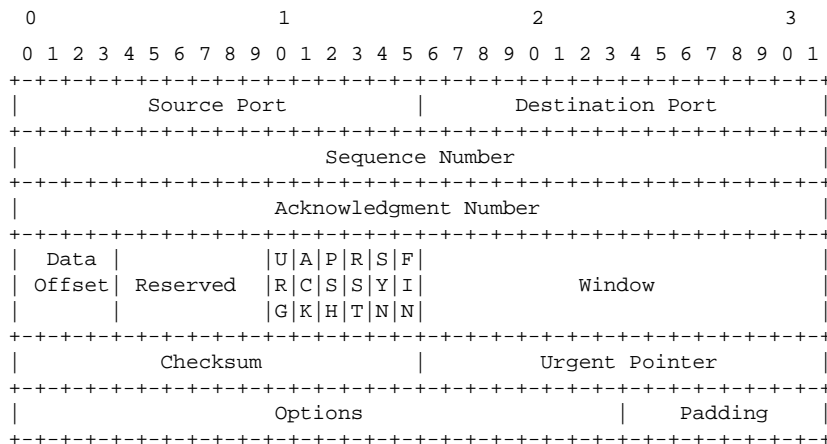 0                   1                   2                   3
0 1 2 3 4 5 6 7 8 9 0 1 2 3 4 5 6 7 8 9 0 1 2 3 4 5 6 7 8 9 0 1
+-+-+-+-+-+-+-+-+-+-+-+-+-+-+-+-+-+-+-+-+-+-+-+-+-+-+-+-+-+-+-+-+
|          Source Port          |       Destination Port        |
+-+-+-+-+-+-+-+-+-+-+-+-+-+-+-+-+-+-+-+-+-+-+-+-+-+-+-+-+-+-+-+-+
|                        Sequence Number                        |
+-+-+-+-+-+-+-+-+-+-+-+-+-+-+-+-+-+-+-+-+-+-+-+-+-+-+-+-+-+-+-+-+
|                    Acknowledgment Number                      |
+-+-+-+-+-+-+-+-+-+-+-+-+-+-+-+-+-+-+-+-+-+-+-+-+-+-+-+-+-+-+-+-+
|  Data |           |U|A|P|R|S|F|                               |
| Offset| Reserved  |R|C|S|S|Y|I|            Window             |
|       |           |G|K|H|T|N|N|                               |
+-+-+-+-+-+-+-+-+-+-+-+-+-+-+-+-+-+-+-+-+-+-+-+-+-+-+-+-+-+-+-+-+
|           Checksum            |         Urgent Pointer        |
+-+-+-+-+-+-+-+-+-+-+-+-+-+-+-+-+-+-+-+-+-+-+-+-+-+-+-+-+-+-+-+-+
|                    Options                    |    Padding    |
+-+-+-+-+-+-+-+-+-+-+-+-+-+-+-+-+-+-+-+-+-+-+-+-+-+-+-+-+-+-+-+-+